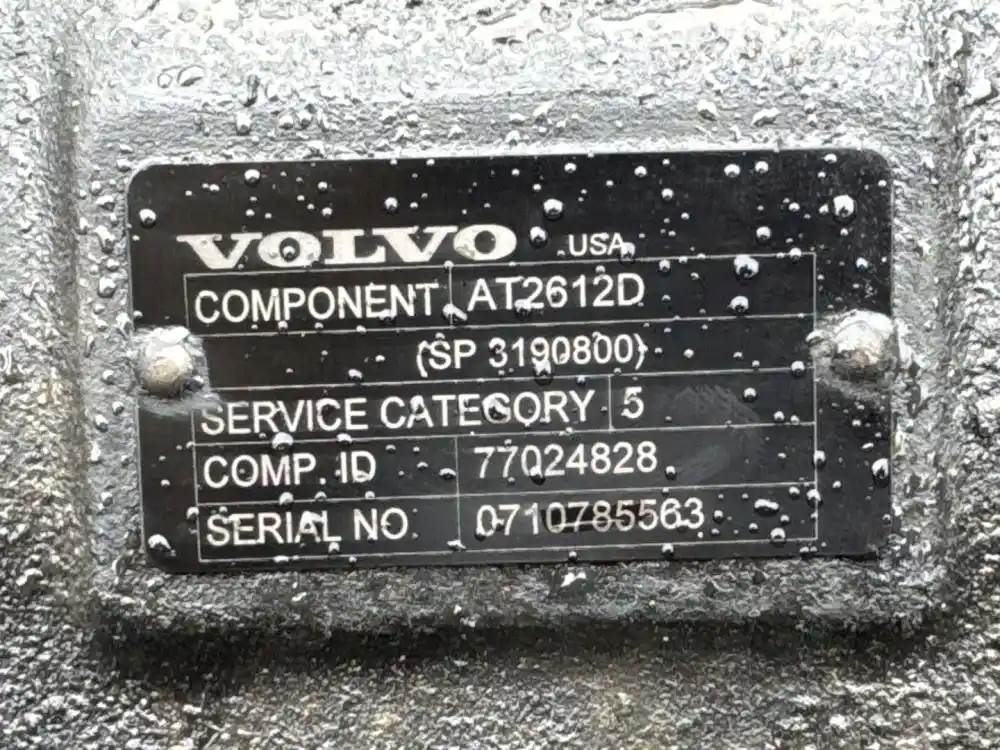 VOLVO USA
COMPONENT AT2612D
(SP 3190800)
SERVICE CATEGORY 5
COMP. ID 77024828
SERIAL NO. 0710785563